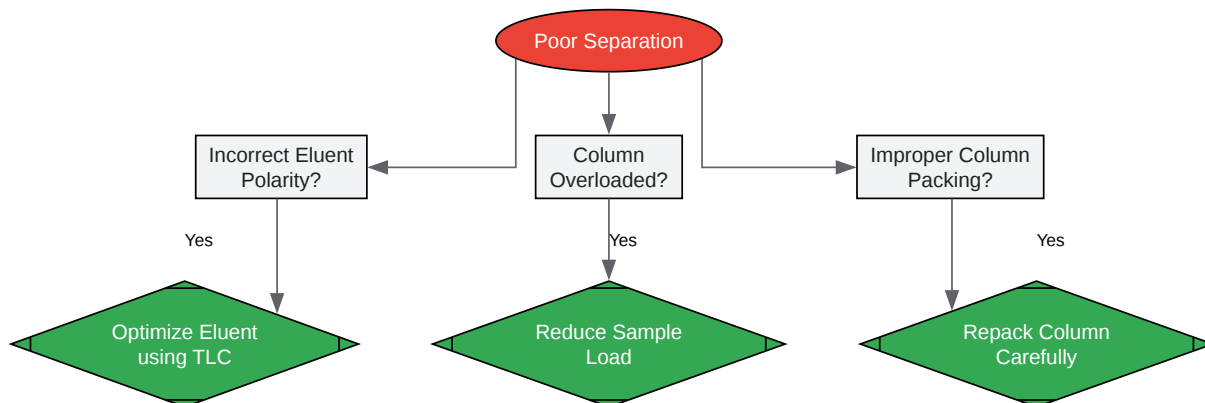 Poor Separation
Incorrect Eluent
Polarity?
Column
Overloaded?
Improper Column
Packing?
Yes
Yes
Yes
Optimize Eluent
using TLC
Reduce Sample
Load
Repack Column
Carefully